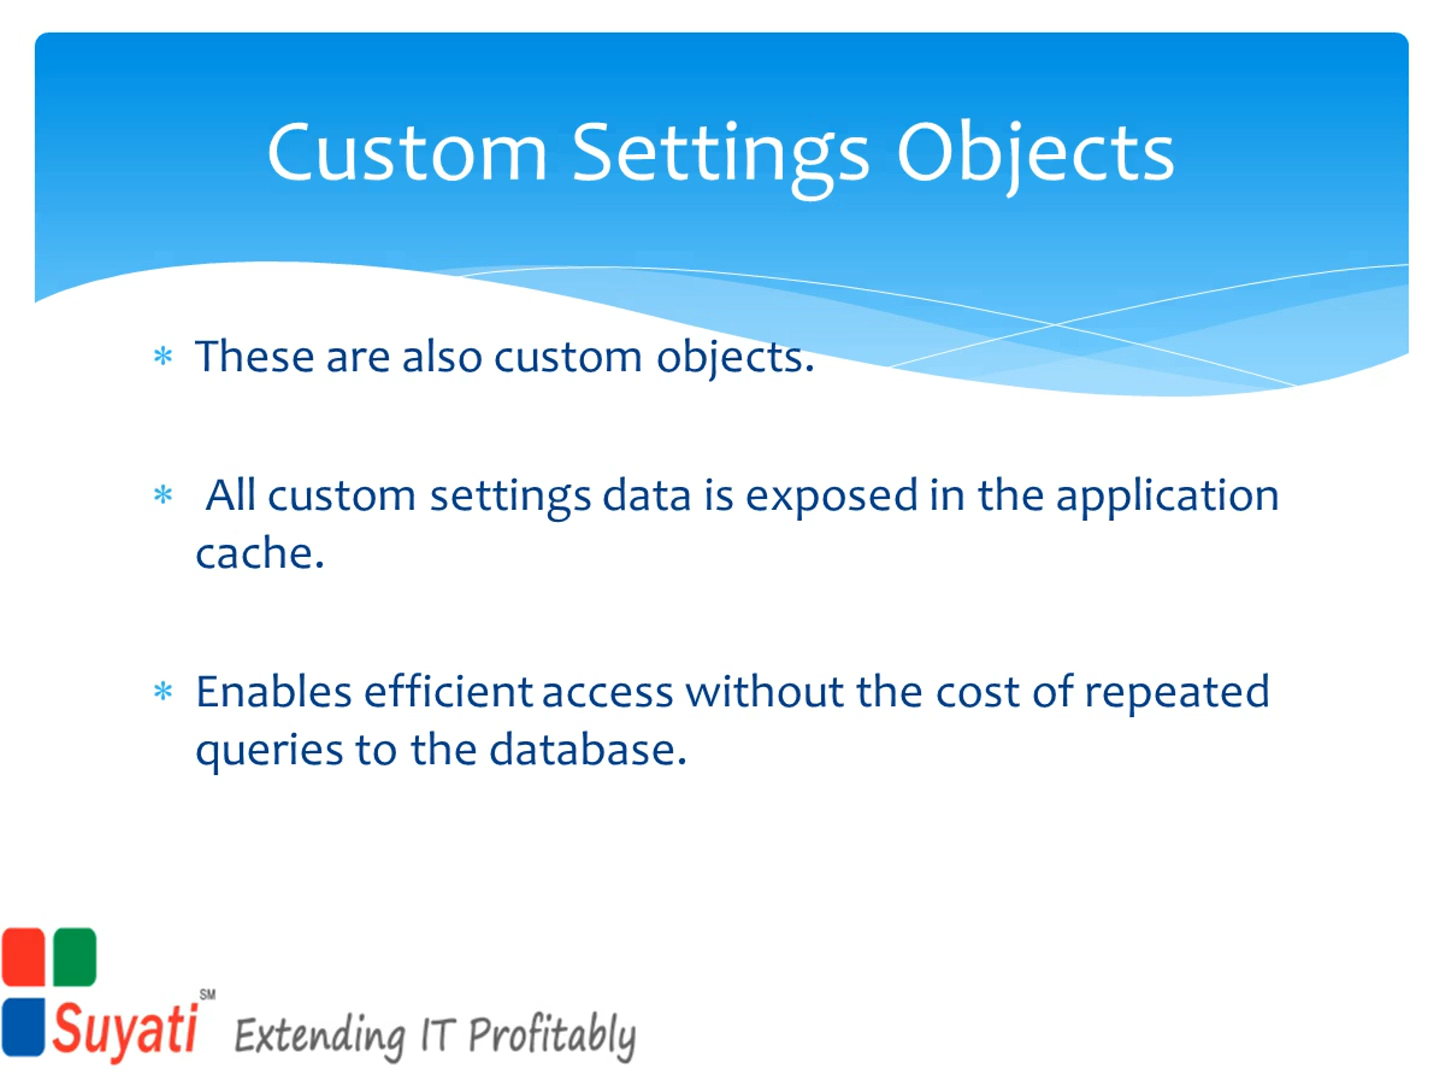 Custom Settings Objects
* These are also custom objects.
* All custom settings data is exposed in the application
cache.
* Enables efficient access without the cost of repeated
queries to the database.
Suyati SM Extending IT Profitably